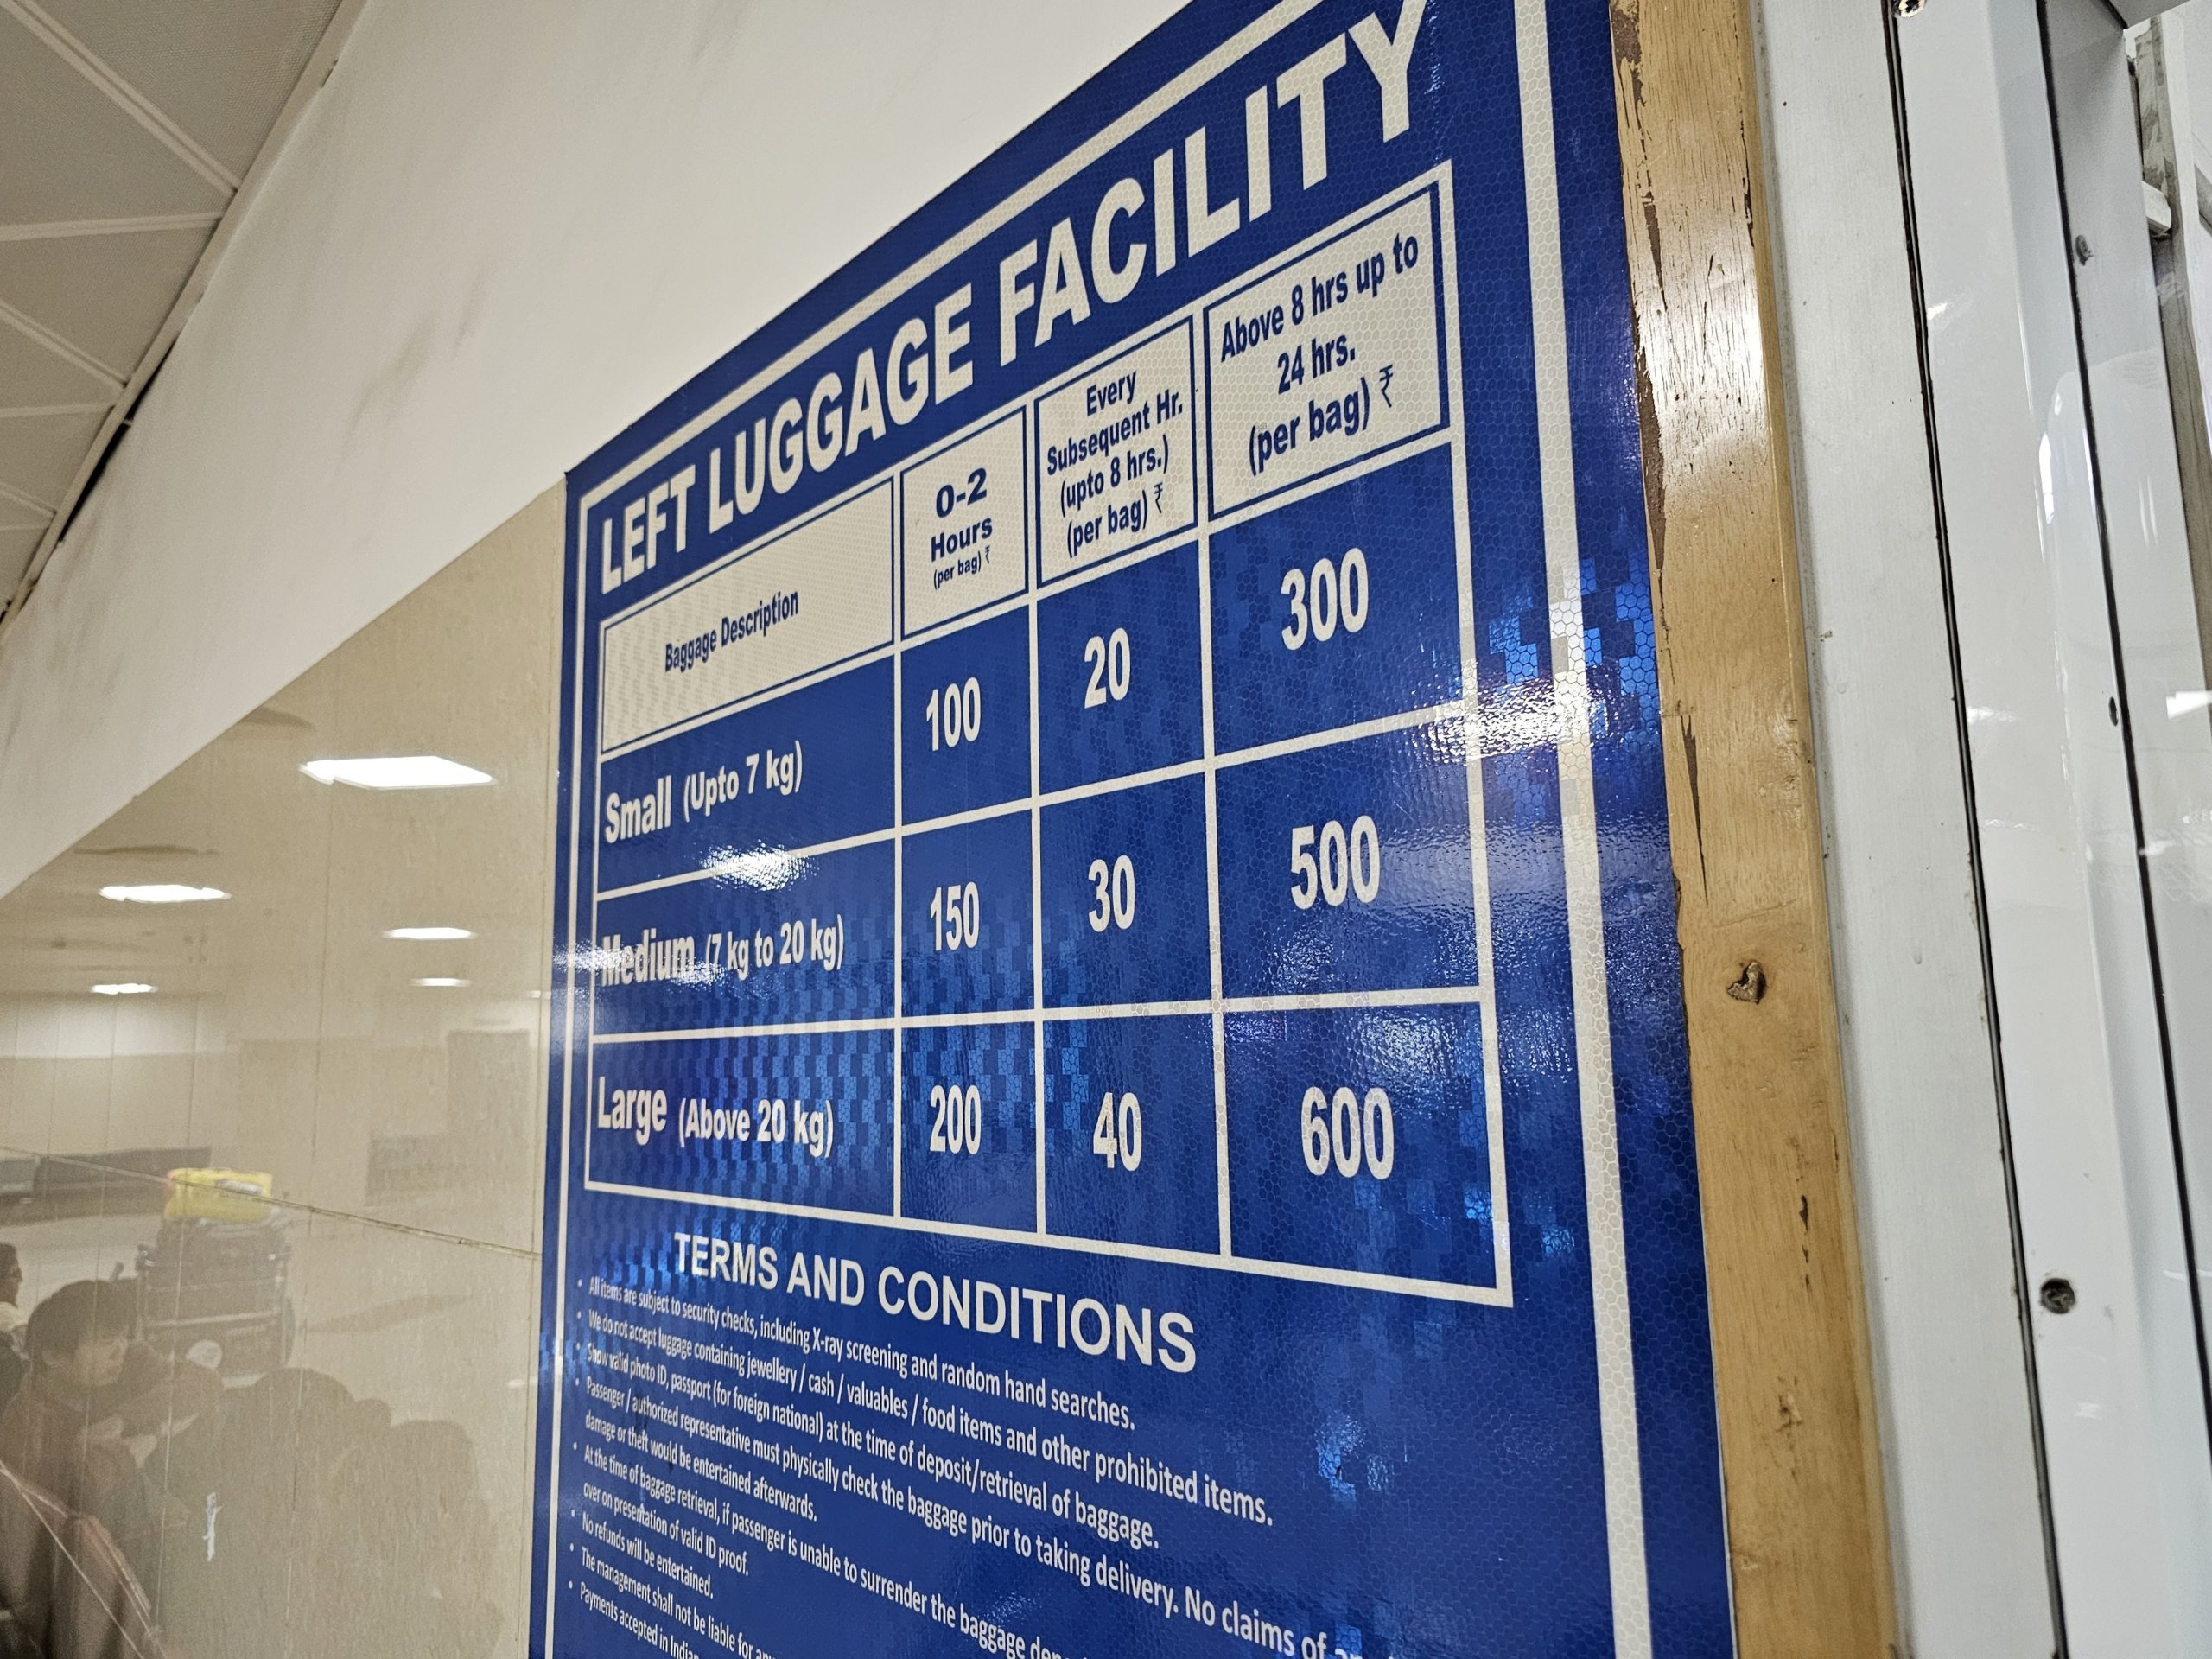 LEFT LUGGAGE FACILITY
Baggage Description
0-2
Hours
(per bag) ₹
Every
Subsequent Hr.
(upto 8 hrs.)
(per bag) ₹
Above 8 hrs up to
24 hrs.
(per bag) ₹
Small (Upto 7 kg) 100 20 300
Medium (7 kg to 20 kg) 150 30 500
Large (Above 20 kg) 200 40 600
TERMS AND CONDITIONS
• All items are subject to security checks, including X-ray screening and random hand searches.
• We do not accept luggage containing jewellery / cash / valuables / food items and other prohibited items.
• Show valid photo ID, passport (for foreign national) at the time of deposit/retrieval of baggage.
• Passenger / authorized representative must physically check the baggage prior to taking delivery. No claims of
damage or theft would be entertained afterwards.
• At the time of baggage retrieval, if passenger is unable to surrender the baggage
over on presentation of valid ID proof.
• No refunds will be entertained.
• The management shall not be liable for
• Payments accepted in